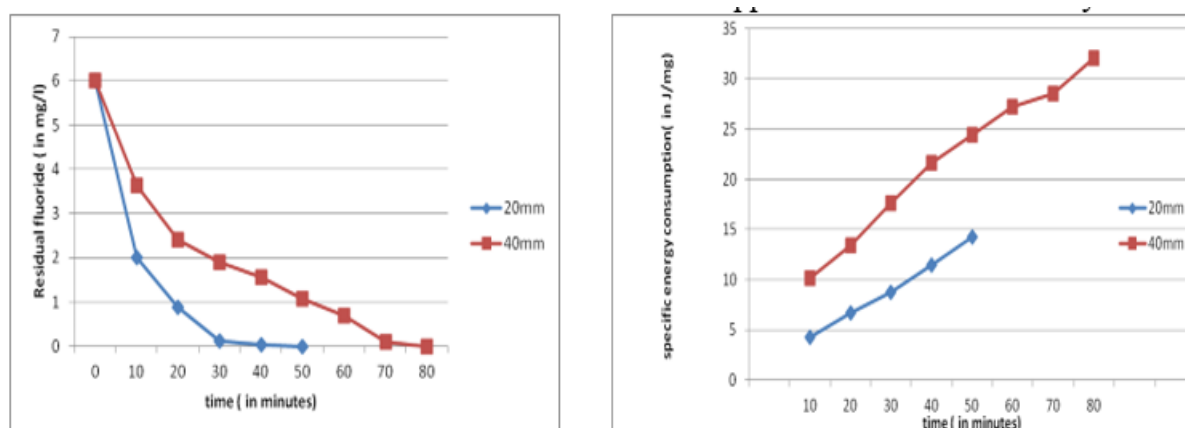 7
6
5
4
3
2
1
0
Residual fluoride ( in mg/l)
0 10 20 30 40 50 60 70 80
time ( in minutes)
20mm
40mm
35
30
25
20
15
10
5
0
specific energy consumption( in J/mg)
10 20 30 40 50 60 70 80
time( in minutes)
20mm
40mm